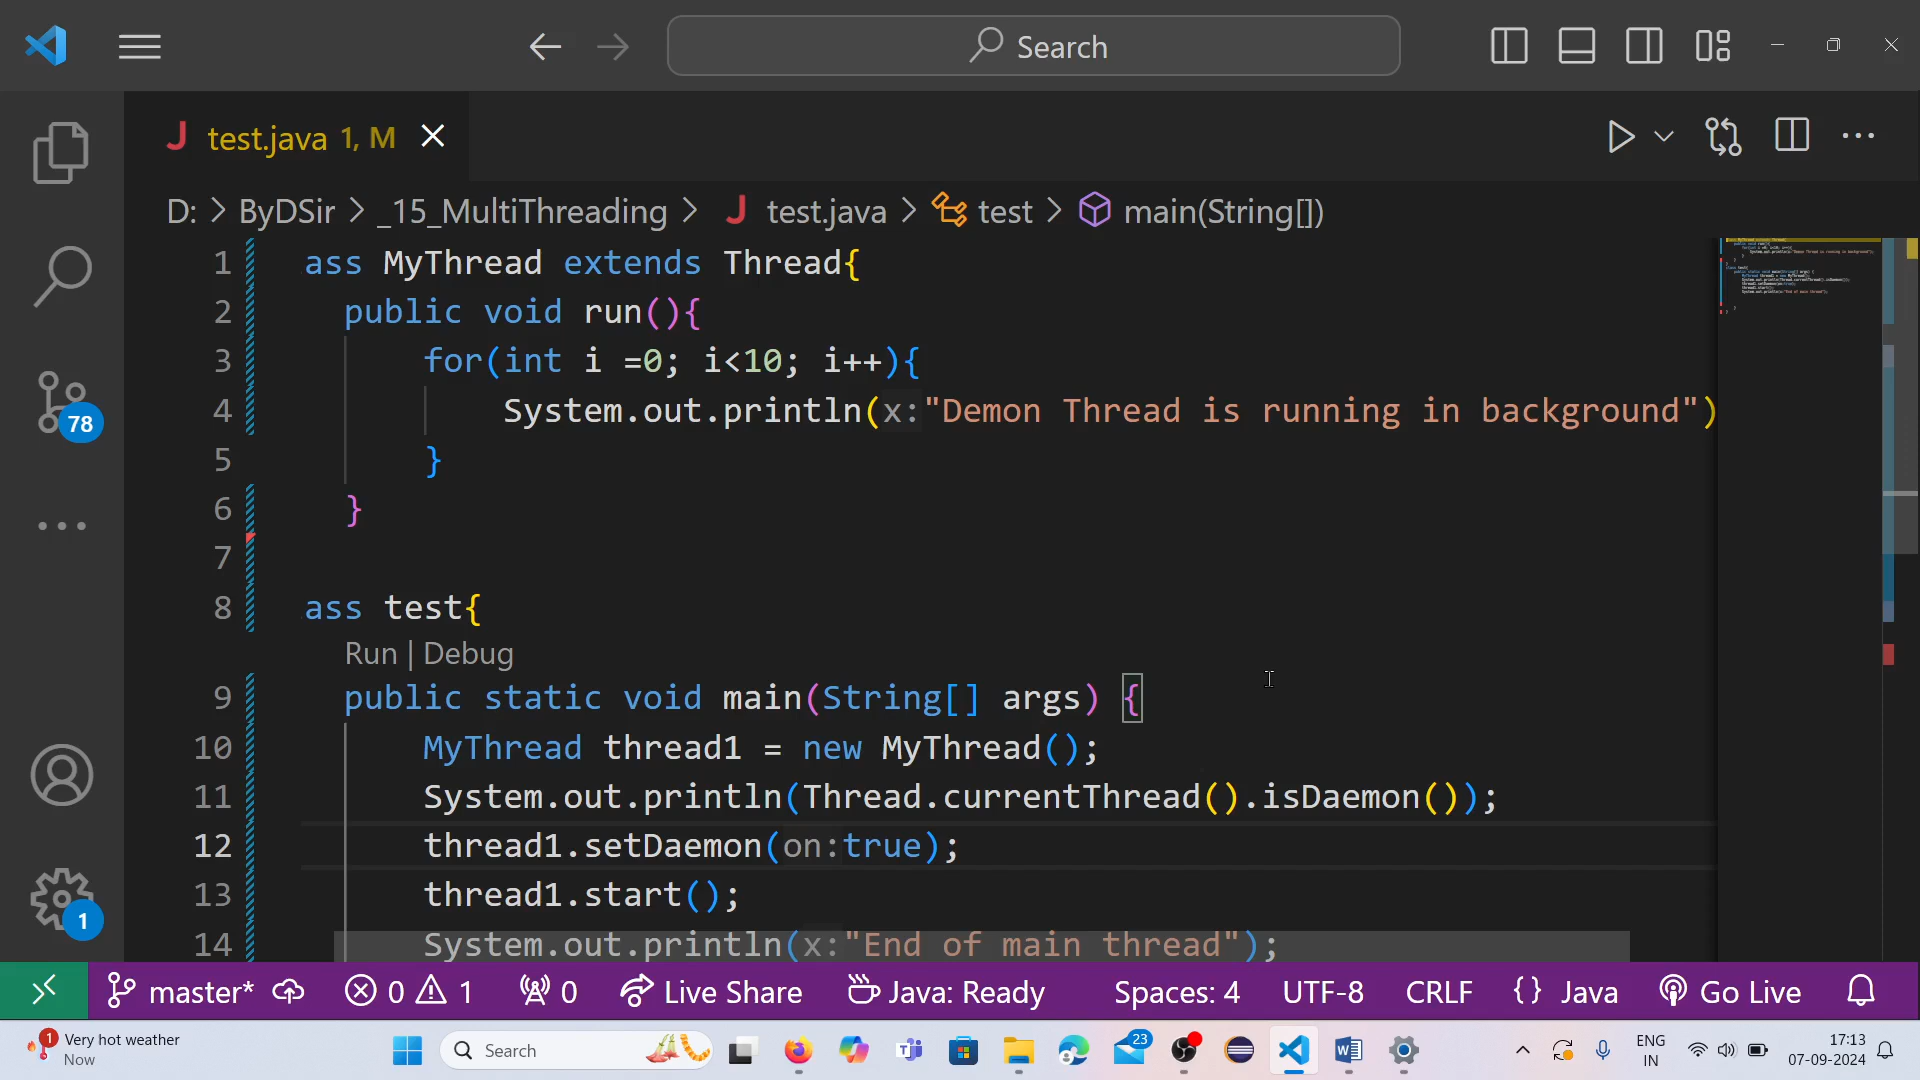 Search
test.java 1, M
D: > ByDSir > _15_MultiThreading > test.java > test > main(String[])
1 ass MyThread extends Thread{
2 public void run(){
3 for(int i =0; i<10; i++){
4 System.out.println(x:"Demon Thread is running in background")
5 }
6 }
7
8 ass test{
Run | Debug
9 public static void main(String[] args) {
10 MyThread thread1 = new MyThread();
11 System.out.println(Thread.currentThread().isDaemon());
12 thread1.setDaemon(on:true);
13 thread1.start();
14 System.out.println(x:"End of main thread");
78
1
master* 0 1 0 Live Share Java: Ready Spaces: 4 UTF-8 CRLF {} Java Go Live
1 Very hot weather
Now
Search
23
ENG
IN
17:13
07-09-2024